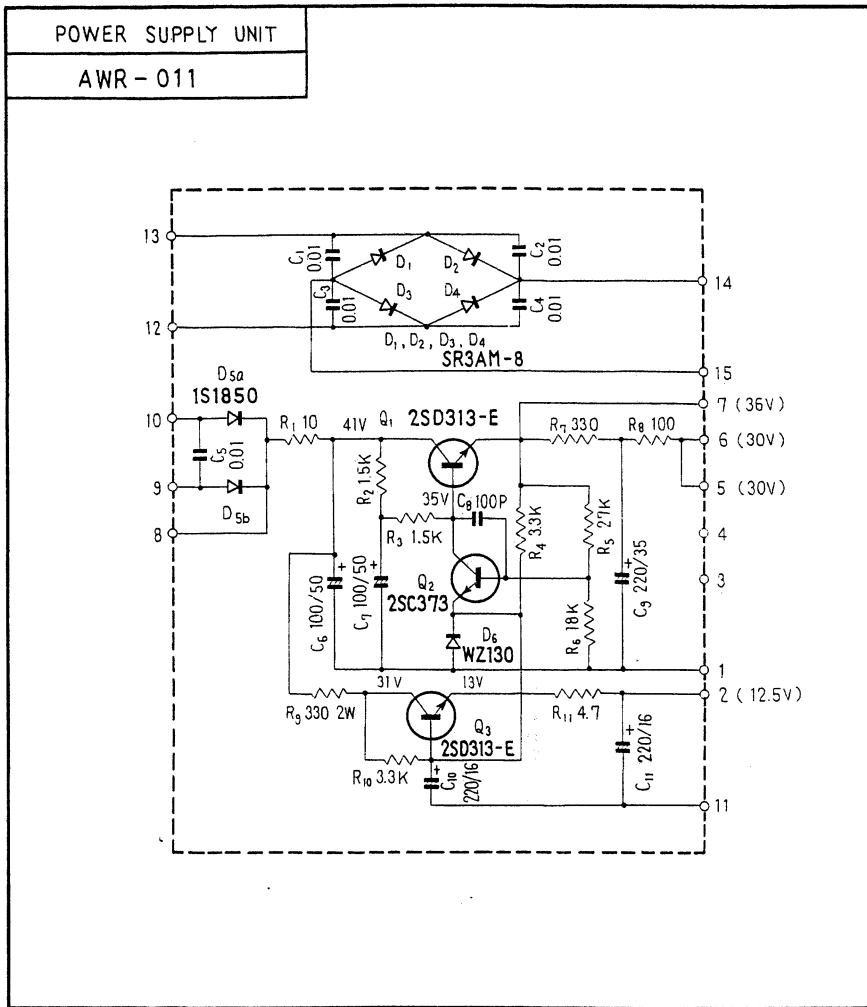 POWER SUPPLY UNIT
AWR-011
13
C1
0.01
D1
D2
C2
0.01
14
C3
0.01
D3
D4
C4
0.01
12
D1, D2, D3, D4
SR3AM-8
15
D5a
1S1850
7 (36V)
10
R1 10
41V
Q1
2SD313-E
R7 330
R8 100
6 (30V)
C5
0.01
9
R2 1.5K
35V
C8 100P
5 (30V)
D5b
8
R3 1.5K
R4 3.3K
R5 27K
4
C6 100/50
+
C7 100/50
+
Q2
2SC373
C9 220/35
+
3
R6 18K
D6
WZ130
1
31V
13V
2 (12.5V)
R9 330 2W
Q3
2SD313-E
R11 4.7
R10 3.3K
C10
220/16
+
C11 220/16
+
11